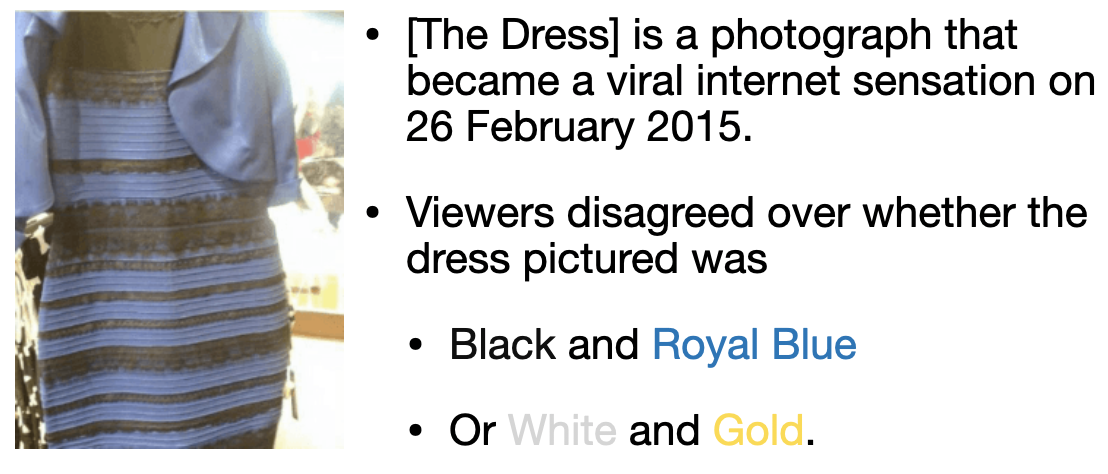 • [The Dress] is a photograph that
became a viral internet sensation on
26 February 2015.
• Viewers disagreed over whether the
dress pictured was
• Black and Royal Blue
• Or White and Gold.